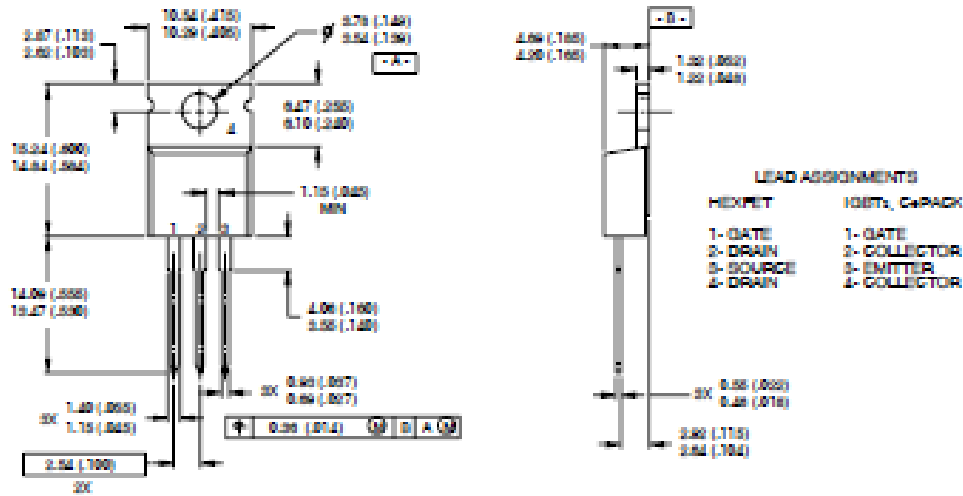 10.54 (.415)
10.29 (.405)
2.87 (.113)
2.62 (.103)
3.78 (.149)
3.54 (.139)
-A-
-B-
4.69 (.185)
4.20 (.165)
1.32 (.052)
1.22 (.048)
4
6.47 (.255)
6.10 (.240)
15.24 (.600)
14.84 (.584)
1.15 (.045)
MIN
1 2 3
LEAD ASSIGNMENTS
HEXFET
1- GATE
2- DRAIN
3- SOURCE
4- DRAIN
IGBTs, CoPACK
1- GATE
2- COLLECTOR
3- EMITTER
4- COLLECTOR
14.09 (.555)
13.47 (.530)
4.06 (.160)
3.55 (.140)
3X 0.93 (.037)
0.69 (.027)
3X 1.40 (.055)
1.15 (.045)
0.36 (.014) M B A M
2.54 (.100)
2X
3X 0.55 (.022)
0.46 (.018)
2.92 (.115)
2.64 (.104)